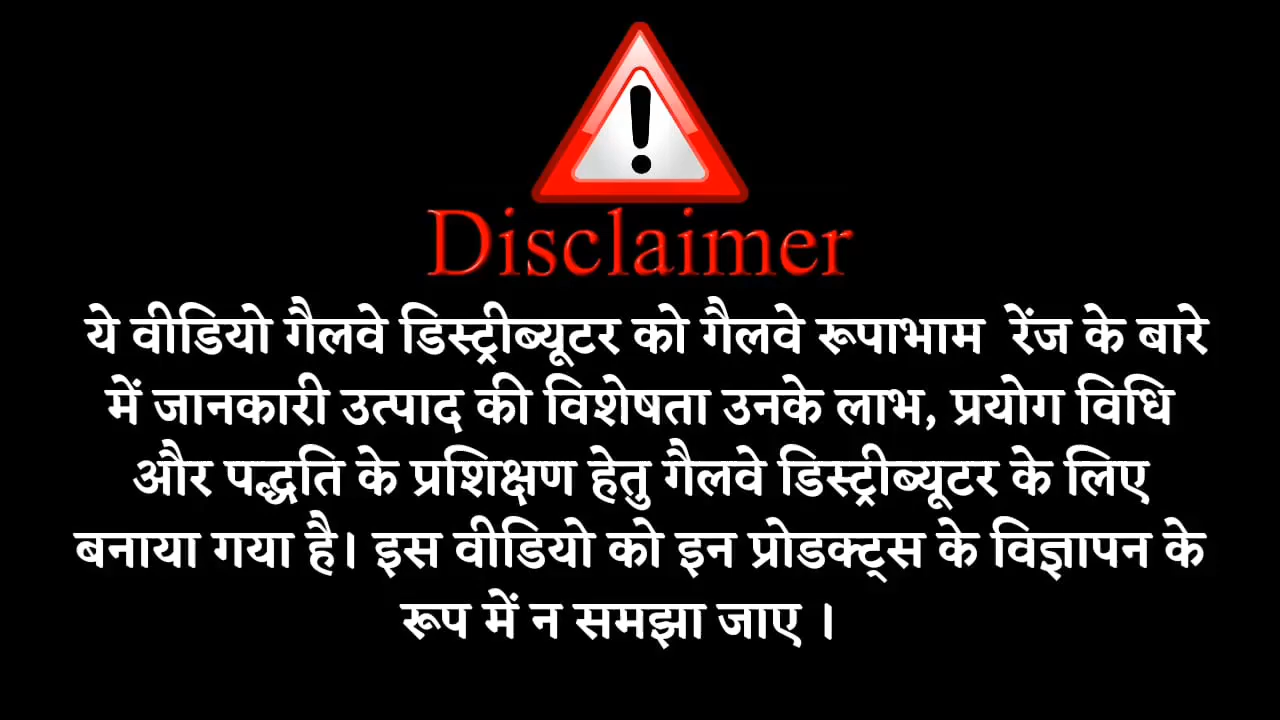 Disclaimer
ये वीडियो गैलवे डिस्ट्रीब्यूटर को गैलवे रूपाभाम रेंज के बारे
में जानकारी उत्पाद की विशेषता उनके लाभ, प्रयोग विधि
और पद्धति के प्रशिक्षण हेतु गैलवे डिस्ट्रीब्यूटर के लिए
बनाया गया है। इस वीडियो को इन प्रोडक्ट्स के विज्ञापन के
रूप में न समझा जाए ।